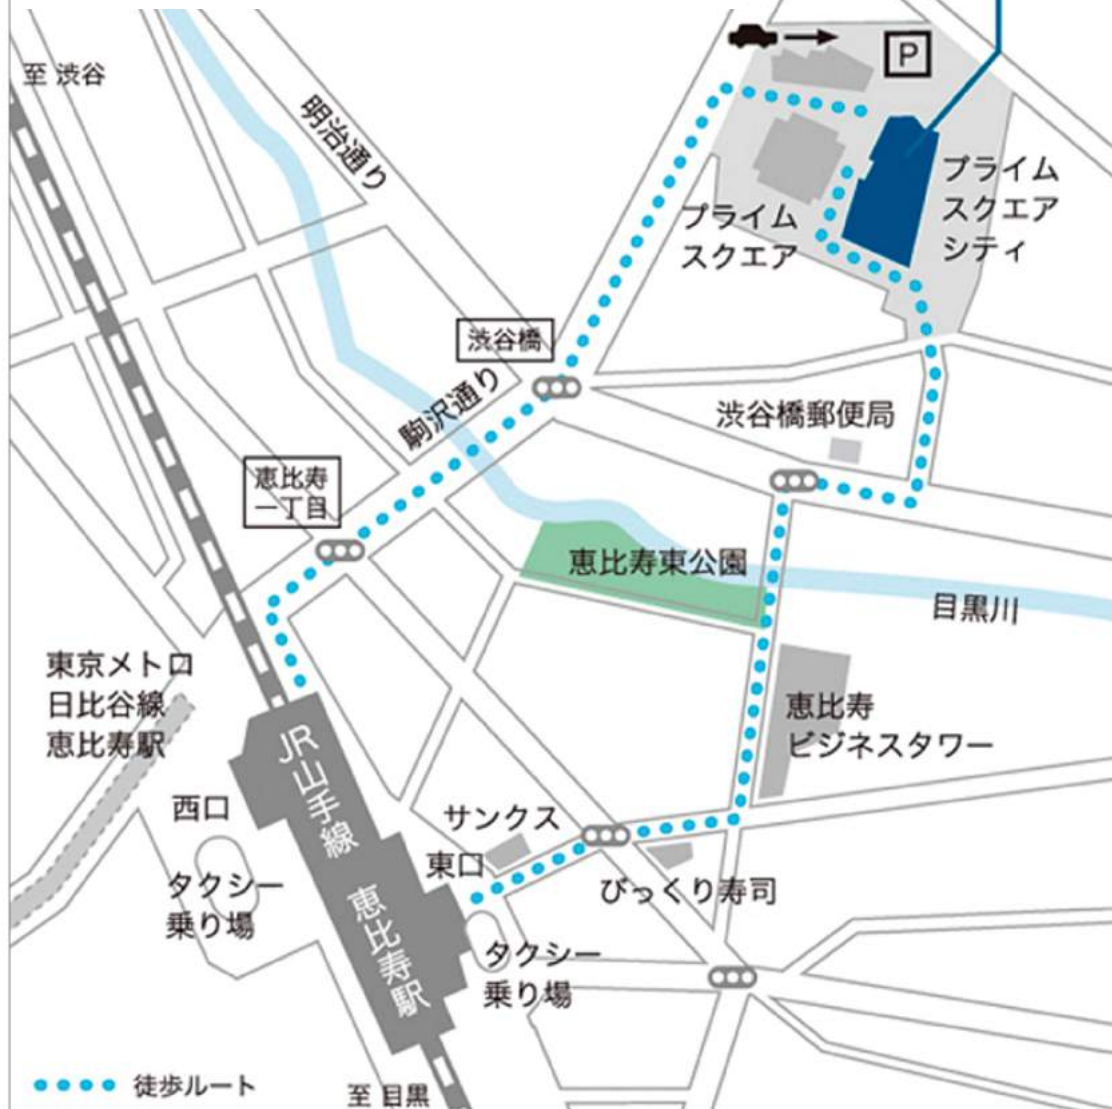 至 渋谷
明治通り
P
プライム
スクエア
シティ
プライム
スクエア
渋谷橋
駒沢通り
渋谷橋郵便局
恵比寿
一丁目
恵比寿東公園
目黒川
東京メトロ
日比谷線
恵比寿駅
恵比寿
ビジネスタワー
JR山手線 恵比寿駅
西口
サンクス
東口
タクシー
乗り場
びっくり寿司
タクシー
乗り場
徒歩ルート
至 目黒